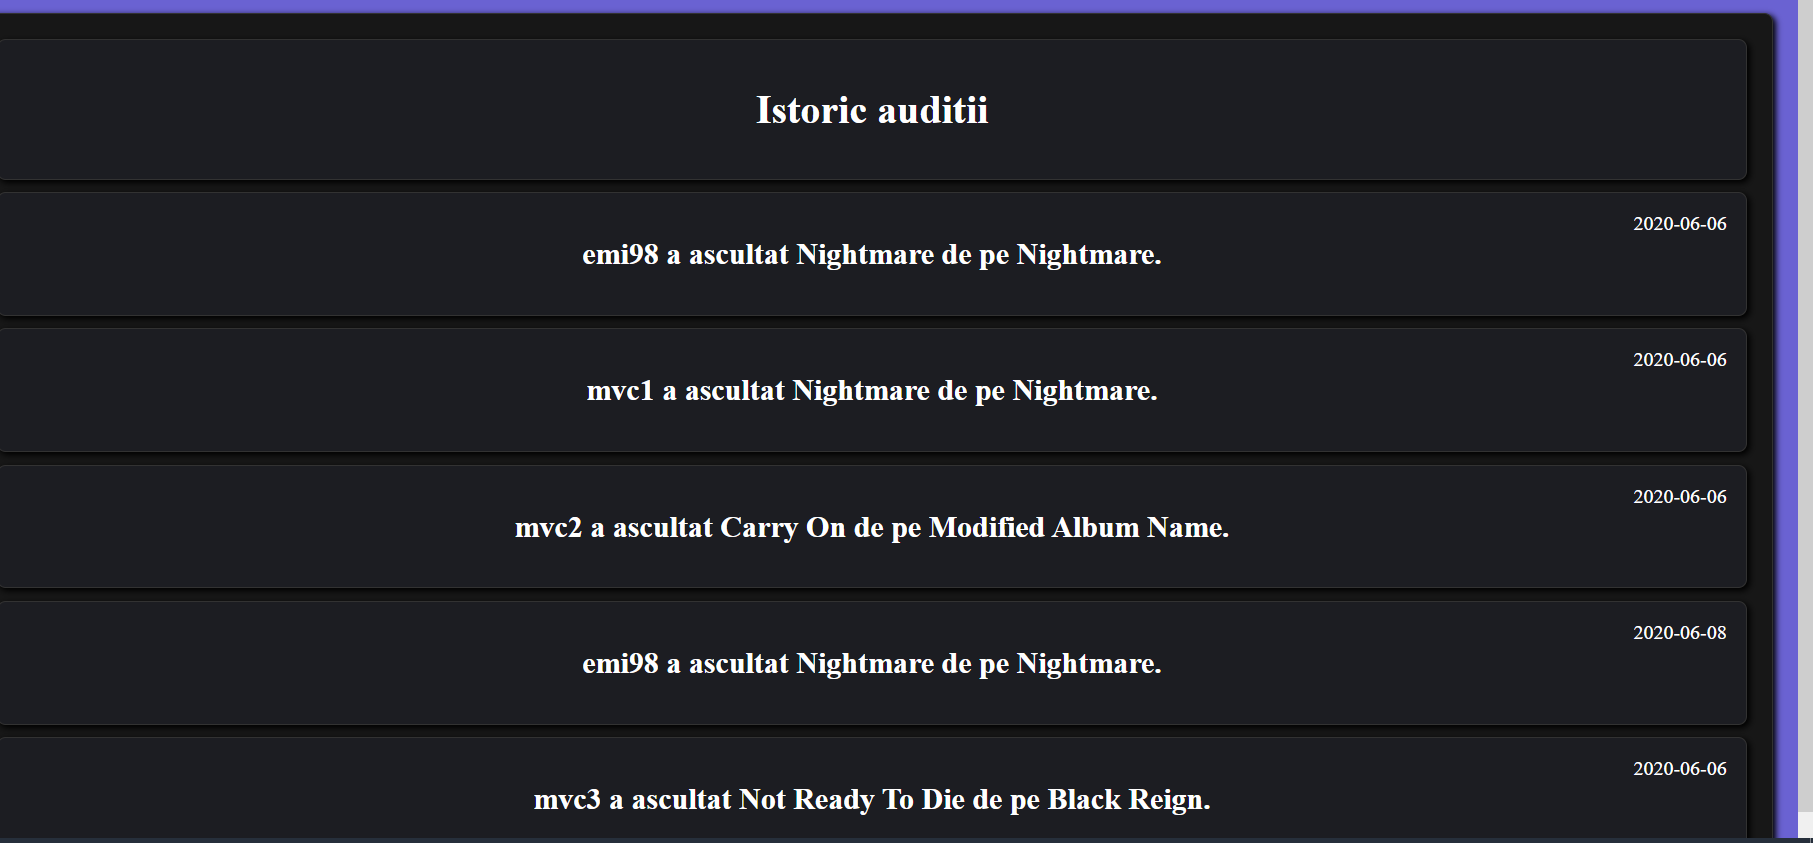 Istoric auditii
2020-06-06
emi98 a ascultat Nightmare de pe Nightmare.
2020-06-06
mvc1 a ascultat Nightmare de pe Nightmare.
2020-06-06
mvc2 a ascultat Carry On de pe Modified Album Name.
2020-06-08
emi98 a ascultat Nightmare de pe Nightmare.
2020-06-06
mvc3 a ascultat Not Ready To Die de pe Black Reign.